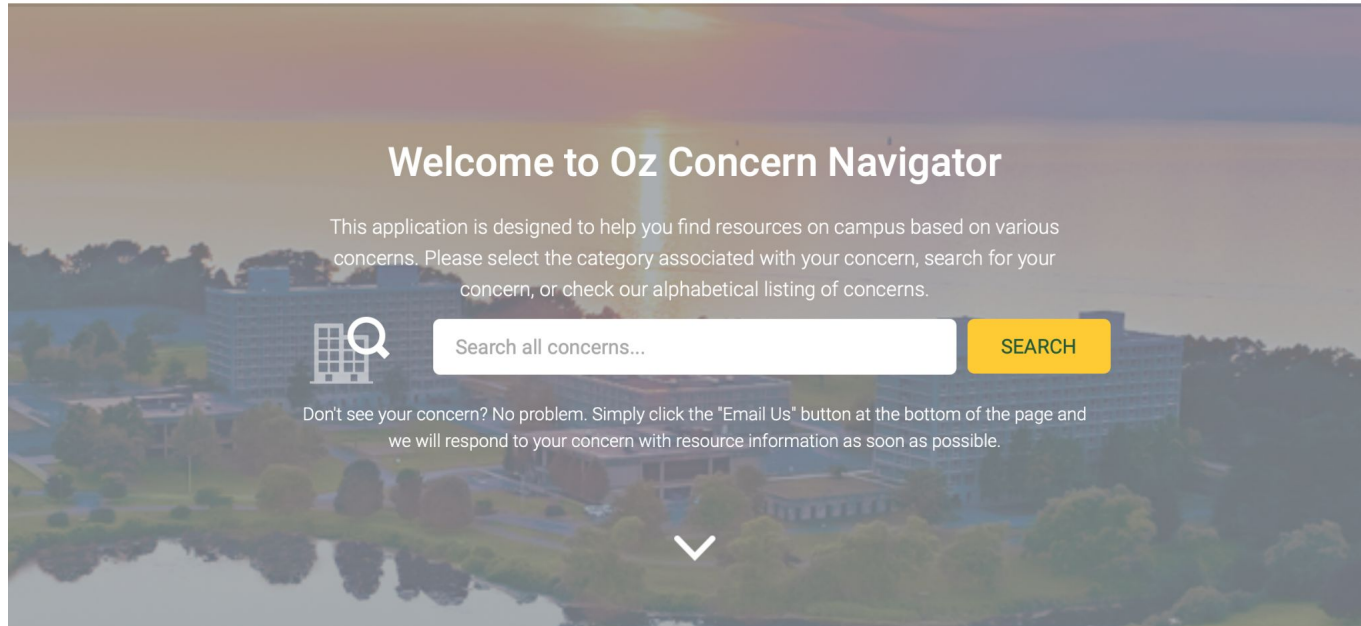 Welcome to Oz Concern Navigator
This application is designed to help you find resources on campus based on various
concerns. Please select the category associated with your concern, search for your
concern, or check our alphabetical listing of concerns.
Search all concerns...
SEARCH
Don't see your concern? No problem. Simply click the "Email Us" button at the bottom of the page and
we will respond to your concern with resource information as soon as possible.